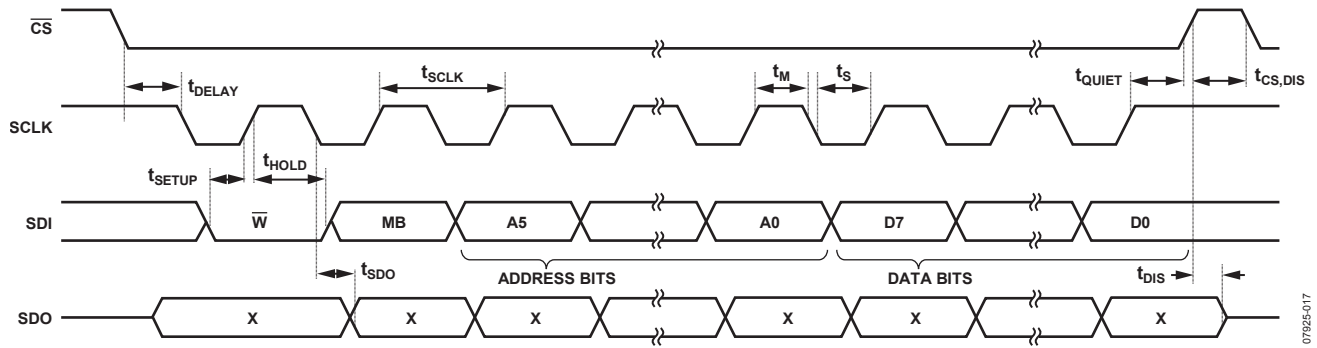 CS
tDELAY
tSCLK
tM
tS
tQUIET
tCS,DIS
SCLK
tSETUP
tHOLD
SDI
W
MB
A5
A0
D7
D0
tSDO
ADDRESS BITS
DATA BITS
tDIS
SDO
X
X
X
X
X
X
07925-017